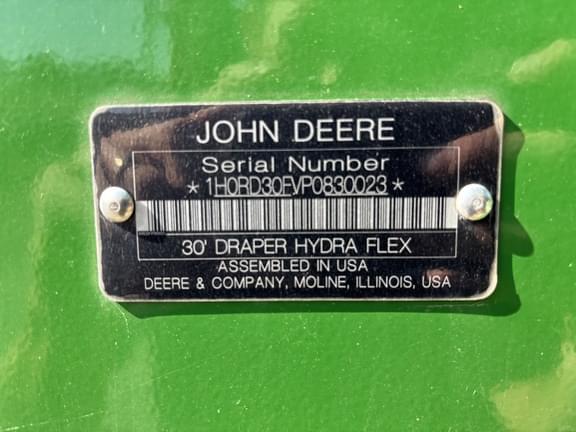 JOHN DEERE
Serial Number
*1H0RD30FVP0830023*
30' DRAPER HYDRA FLEX
ASSEMBLED IN USA
DEERE & COMPANY, MOLINE, ILLINOIS, USA